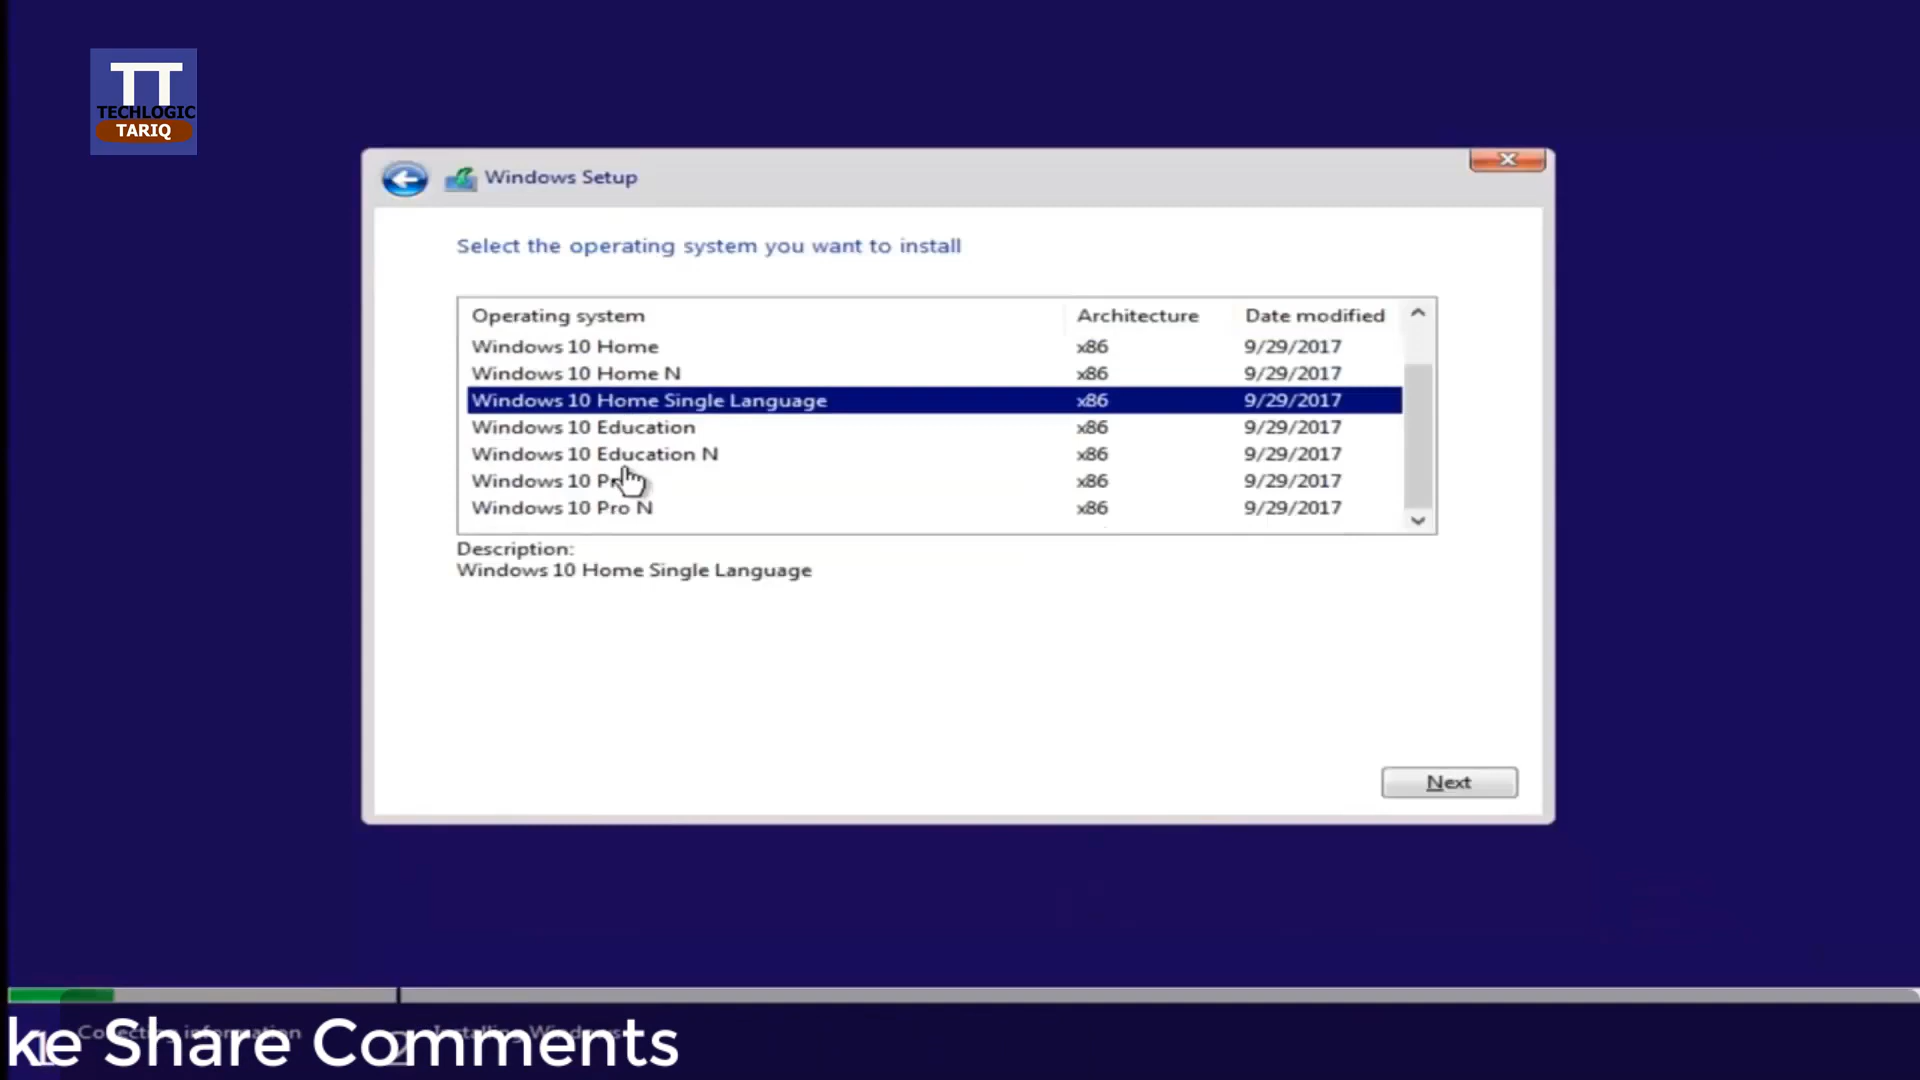 TT
TECHLOGIC
TARIQ
Windows Setup
Select the operating system you want to install
Operating system Architecture Date modified
Windows 10 Home x86 9/29/2017
Windows 10 Home N x86 9/29/2017
Windows 10 Home Single Language x86 9/29/2017
Windows 10 Education x86 9/29/2017
Windows 10 Education N x86 9/29/2017
Windows 10 x86 9/29/2017
Windows 10 Pro N x86 9/29/2017
Description:
Windows 10 Home Single Language
Next
Collecting information Installing Windows
ke Share Comments